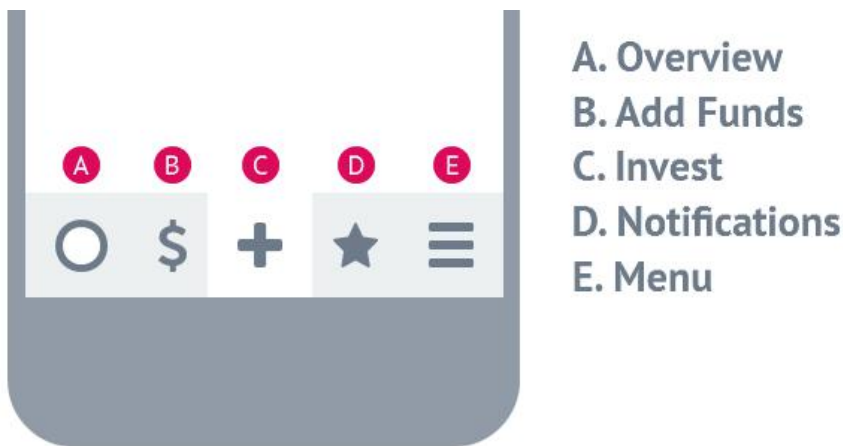 A B C D E
$
A. Overview
B. Add Funds
C. Invest
D. Notifications
E. Menu